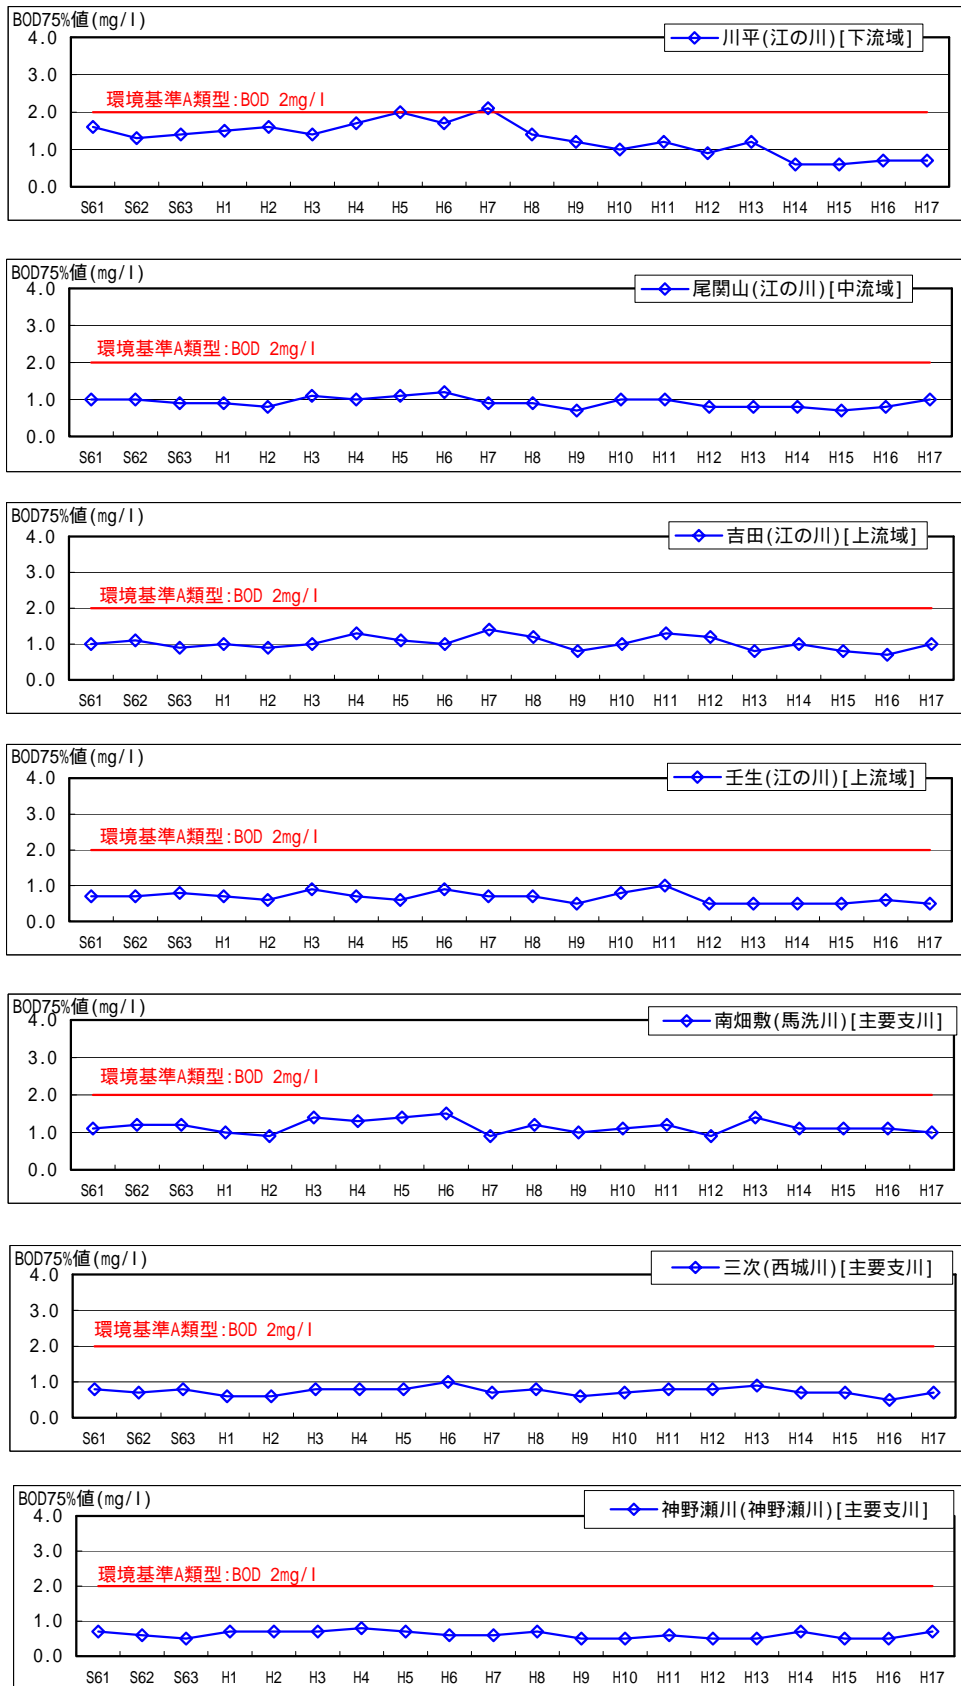 BOD75%値(mg/l)
川平(江の川)[下流域]
4.0
3.0
環境基準A類型:BOD 2mg/l
2.0
1.0
0.0
S61 S62 S63 H1 H2 H3 H4 H5 H6 H7 H8 H9 H10 H11 H12 H13 H14 H15 H16 H17
BOD75%値(mg/l)
尾関山(江の川)[中流域]
4.0
3.0
環境基準A類型:BOD 2mg/l
2.0
1.0
0.0
S61 S62 S63 H1 H2 H3 H4 H5 H6 H7 H8 H9 H10 H11 H12 H13 H14 H15 H16 H17
BOD75%値(mg/l)
吉田(江の川)[上流域]
4.0
3.0
環境基準A類型:BOD 2mg/l
2.0
1.0
0.0
S61 S62 S63 H1 H2 H3 H4 H5 H6 H7 H8 H9 H10 H11 H12 H13 H14 H15 H16 H17
BOD75%値(mg/l)
壬生(江の川)[上流域]
4.0
3.0
環境基準A類型:BOD 2mg/l
2.0
1.0
0.0
S61 S62 S63 H1 H2 H3 H4 H5 H6 H7 H8 H9 H10 H11 H12 H13 H14 H15 H16 H17
BOD75%値(mg/l)
南畑敷(馬洗川)[主要支川]
4.0
3.0
環境基準A類型:BOD 2mg/l
2.0
1.0
0.0
S61 S62 S63 H1 H2 H3 H4 H5 H6 H7 H8 H9 H10 H11 H12 H13 H14 H15 H16 H17
BOD75%値(mg/l)
三次(西城川)[主要支川]
4.0
3.0
環境基準A類型:BOD 2mg/l
2.0
1.0
0.0
S61 S62 S63 H1 H2 H3 H4 H5 H6 H7 H8 H9 H10 H11 H12 H13 H14 H15 H16 H17
BOD75%値(mg/l)
神野瀬川(神野瀬川)[主要支川]
4.0
3.0
環境基準A類型:BOD 2mg/l
2.0
1.0
0.0
S61 S62 S63 H1 H2 H3 H4 H5 H6 H7 H8 H9 H10 H11 H12 H13 H14 H15 H16 H17